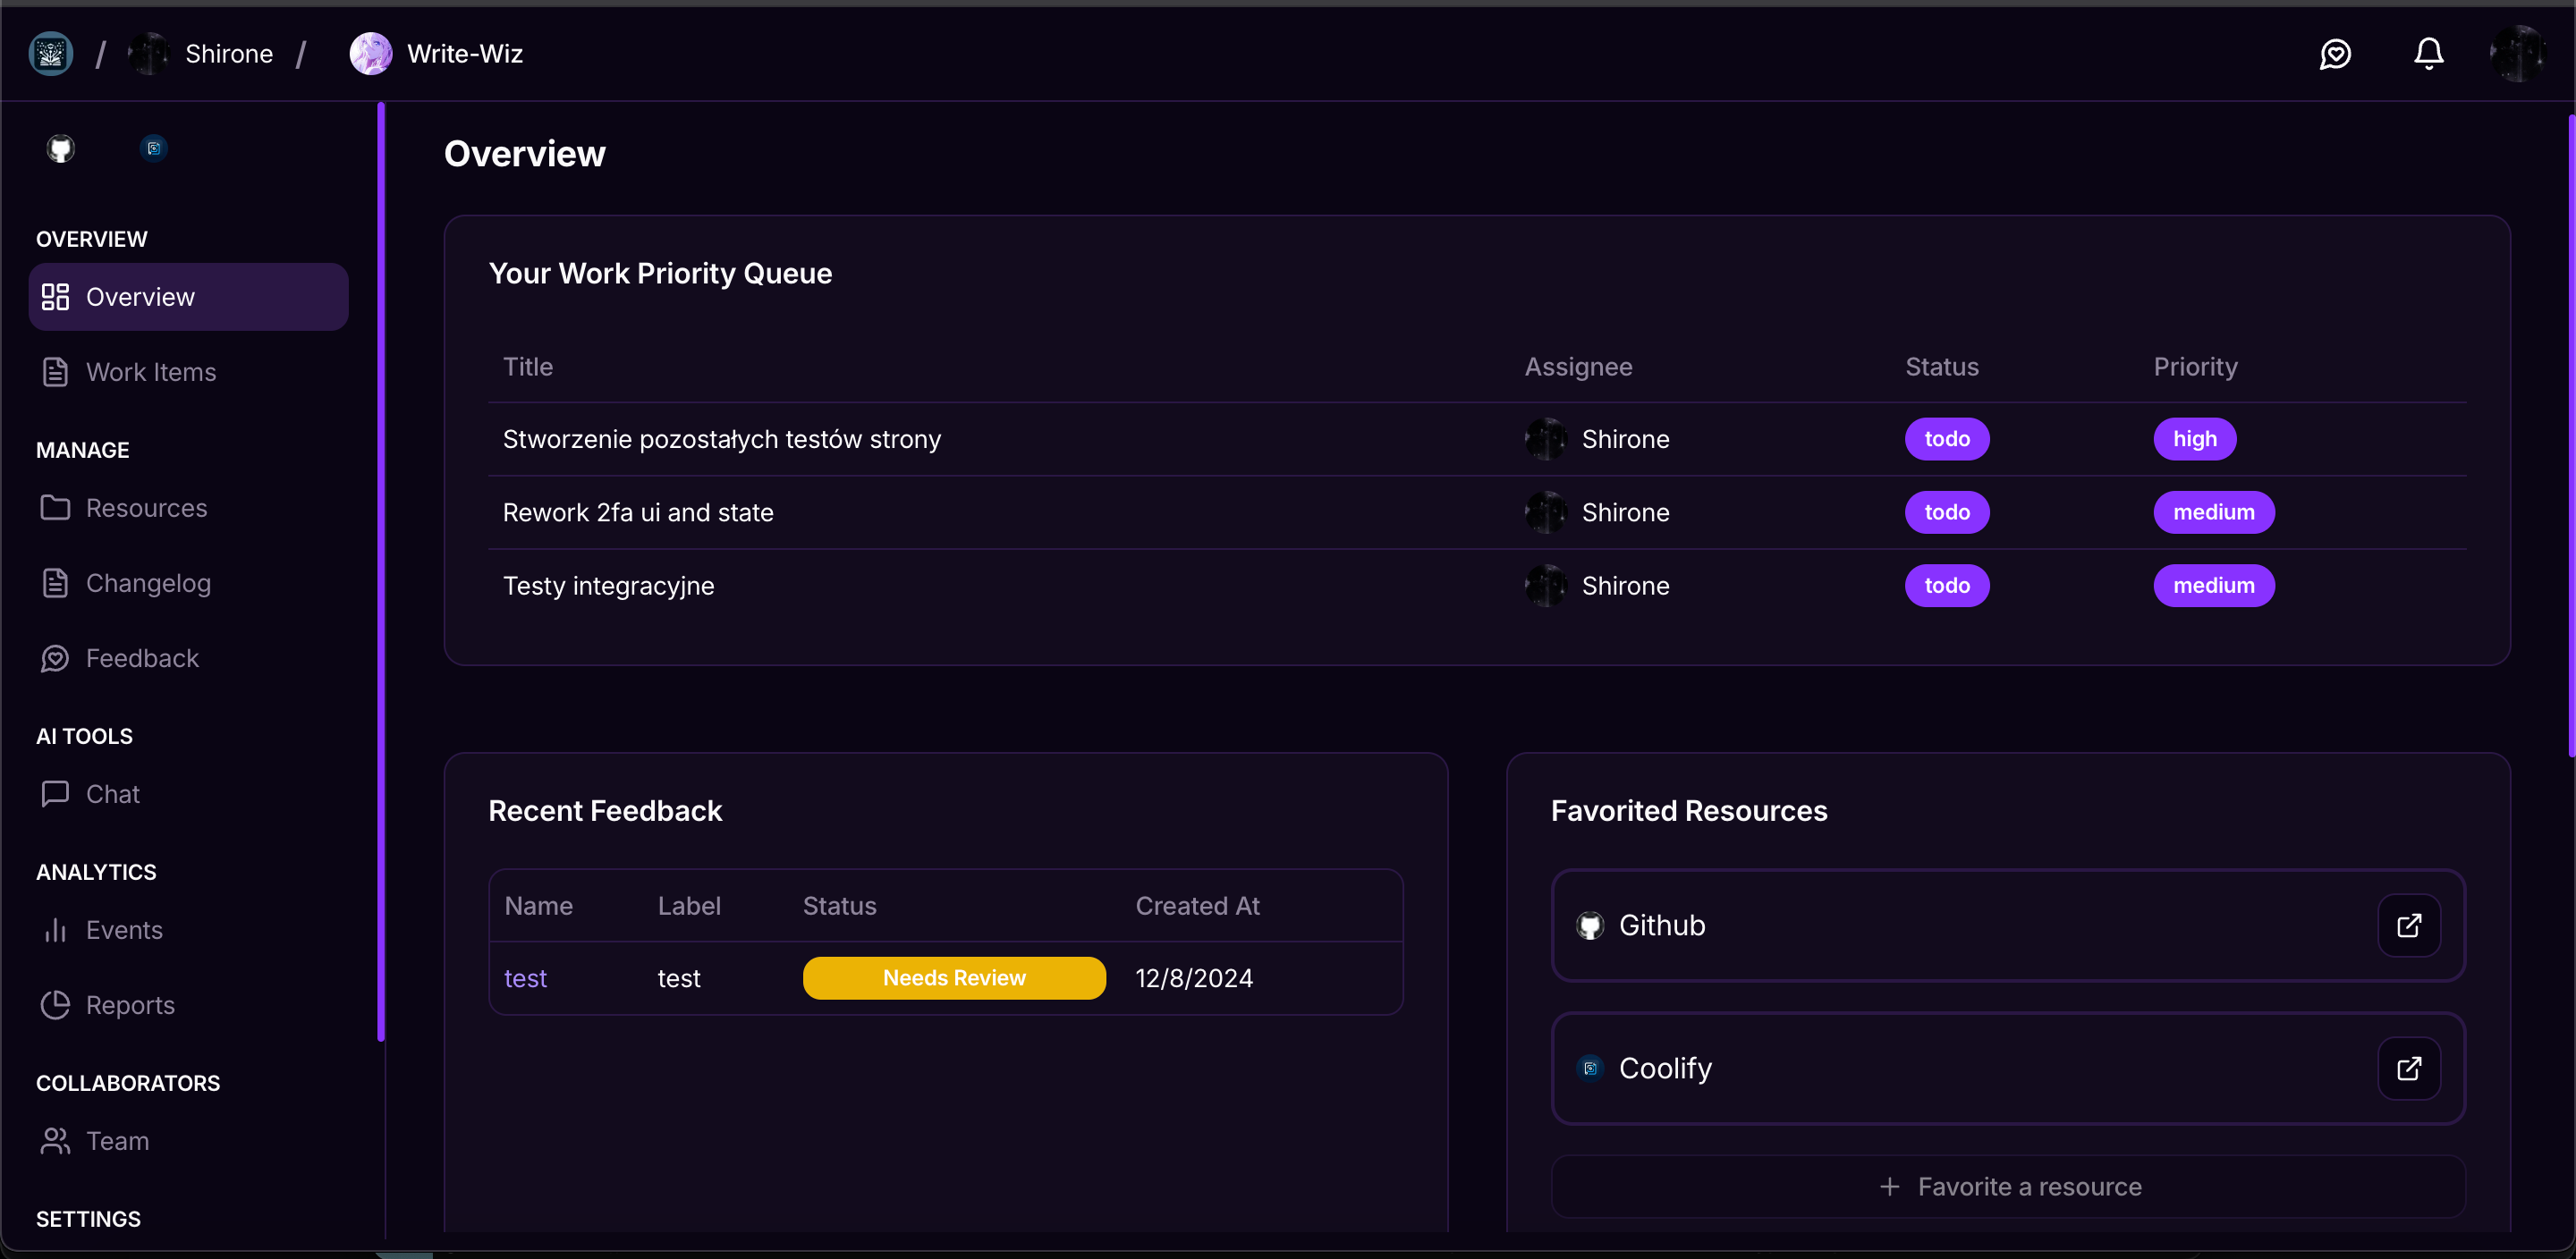 / Shirone / Write-Wiz
OVERVIEW
Overview
Work Items
MANAGE
Resources
Changelog
Feedback
AI TOOLS
Chat
ANALYTICS
Events
Reports
COLLABORATORS
Team
SETTINGS
Overview
Your Work Priority Queue
Title Assignee Status Priority
Stworzenie pozostałych testów strony Shirone todo high
Rework 2fa ui and state Shirone todo medium
Testy integracyjne Shirone todo medium
Recent Feedback
Name Label Status Created At
test test Needs Review 12/8/2024
Favorited Resources
Github
Coolify
+ Favorite a resource